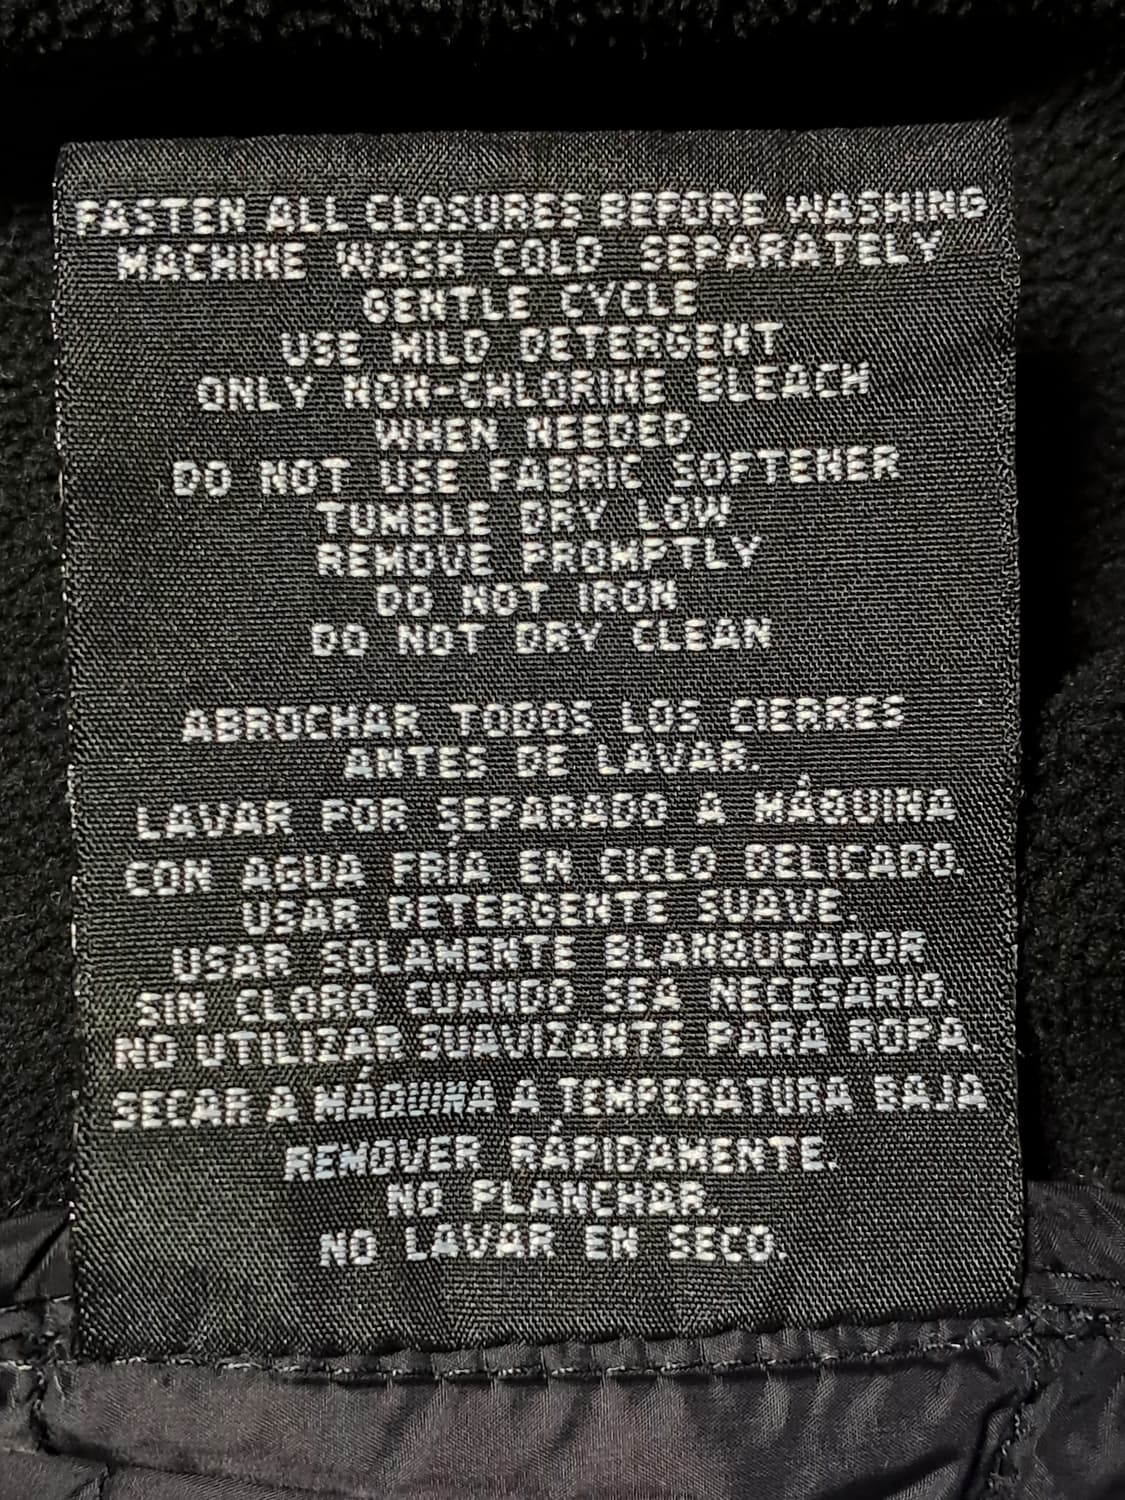 FASTEN ALL CLOSURES BEFORE WASHING
MACHINE WASH COLD SEPARATELY
GENTLE CYCLE
USE MILD DETERGENT
ONLY NON-CHLORINE BLEACH
WHEN NEEDED
DO NOT USE FABRIC SOFTENER
TUMBLE DRY LOW
REMOVE PROMPTLY
DO NOT IRON
DO NOT DRY CLEAN
ABROCHAR TODOS LOS CIERRES
ANTES DE LAVAR.
LAVAR POR SEPARADO A MÁQUINA
CON AGUA FRÍA EN CICLO DELICADO.
USAR DETERGENTE SUAVE.
USAR SOLAMENTE BLANQUEADOR
SIN CLORO CUANDO SEA NECESARIO.
NO UTILIZAR SUAVIZANTE PARA ROPA.
SECAR A MÁQUINA A TEMPERATURA BAJA
REMOVER RÁPIDAMENTE.
NO PLANCHAR.
NO LAVAR EN SECO.